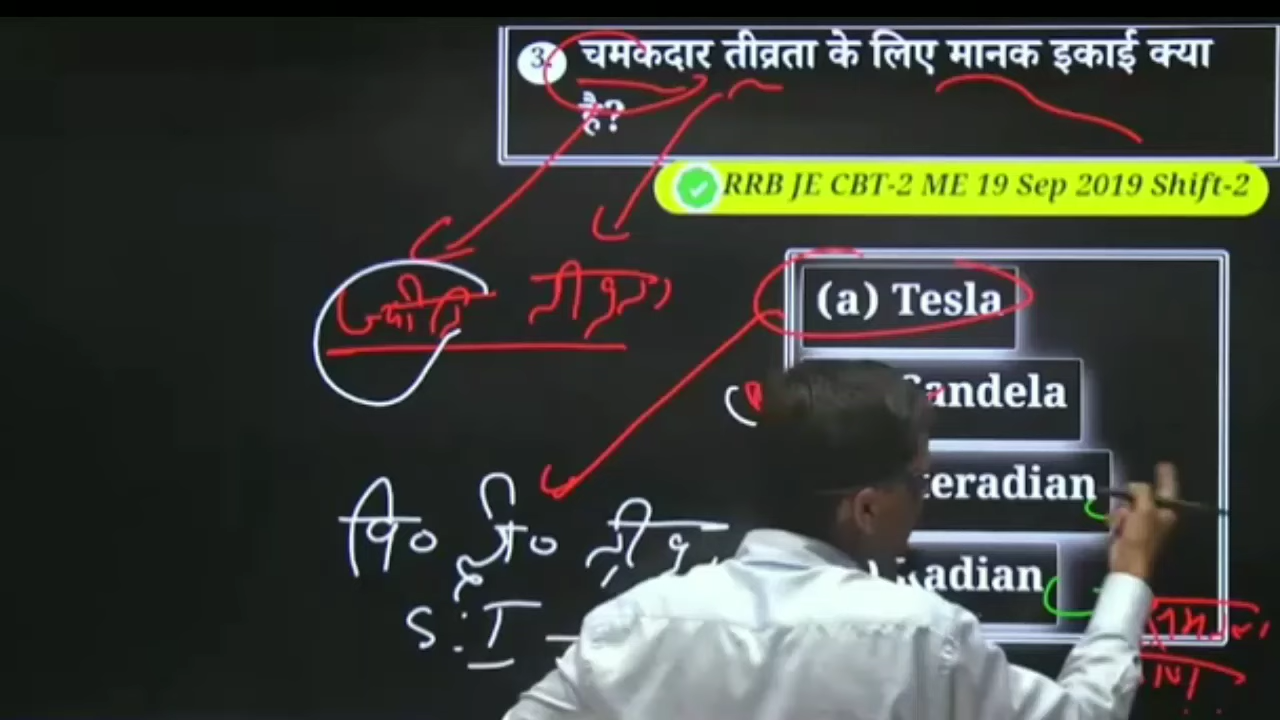 3. चमकदार तीव्रता के लिए मानक इकाई क्या
है?
RRB JE CBT-2 ME 19 Sep 2019 Shift-2
ज्योति तीव्रता
(a) Tesla
Candela
teradian
Radian
वि० चु० तीव्र
S.I